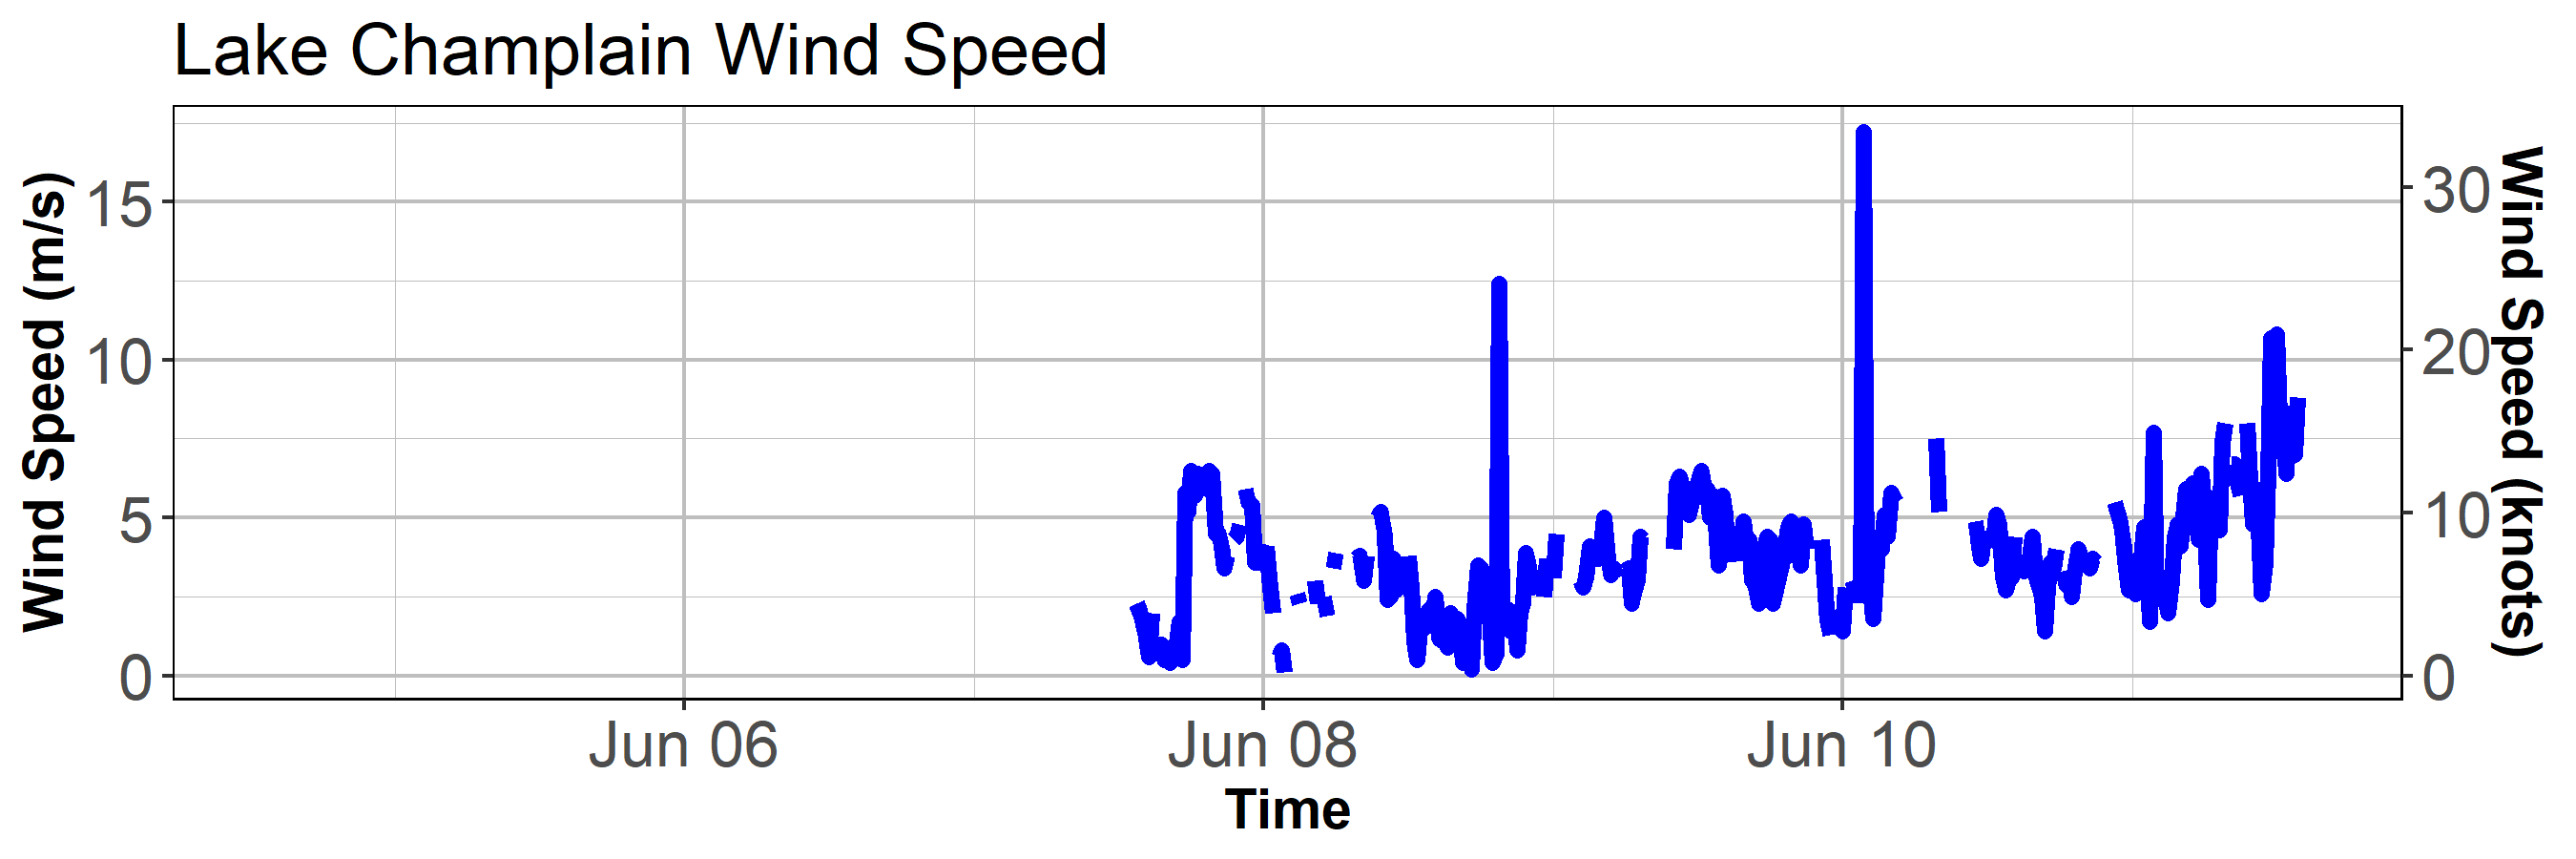 Lake Champlain Wind Speed
Wind Speed (m/s)
15
10
5
0
30
20
10
0
Wind Speed (knots)
Jun 06
Jun 08
Jun 10
Time